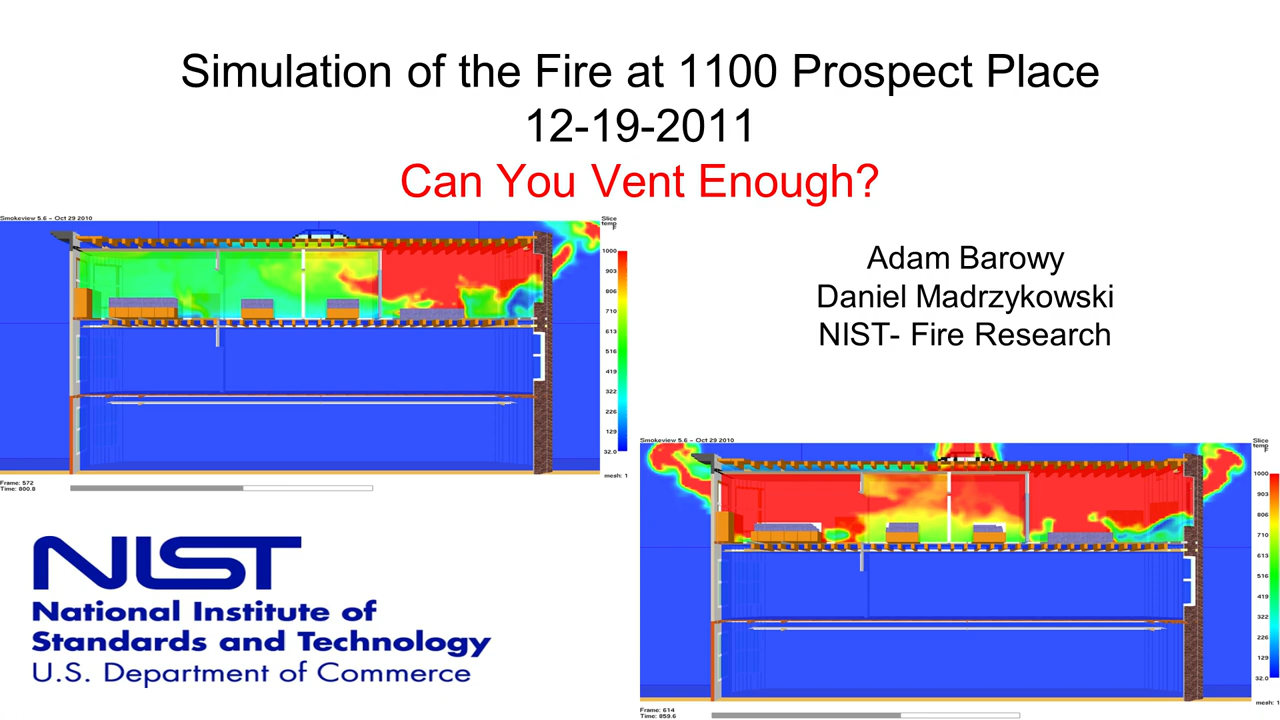 Simulation of the Fire at 1100 Prospect Place
12-19-2011
Can You Vent Enough?
Smokeview 5.6 - Oct 29 2010
Slice
temp
F
1000
903
806
710
613
516
419
322
226
129
32.0
mesh: 1
Frame: 572
Time: 800.8
Adam Barowy
Daniel Madrzykowski
NIST- Fire Research
Smokeview 5.6 - Oct 29 2010
Slice
temp
F
1000
903
806
710
613
516
419
322
226
129
32.0
mesh: 1
Frame: 614
Time: 859.6
NIST
National Institute of
Standards and Technology
U.S. Department of Commerce